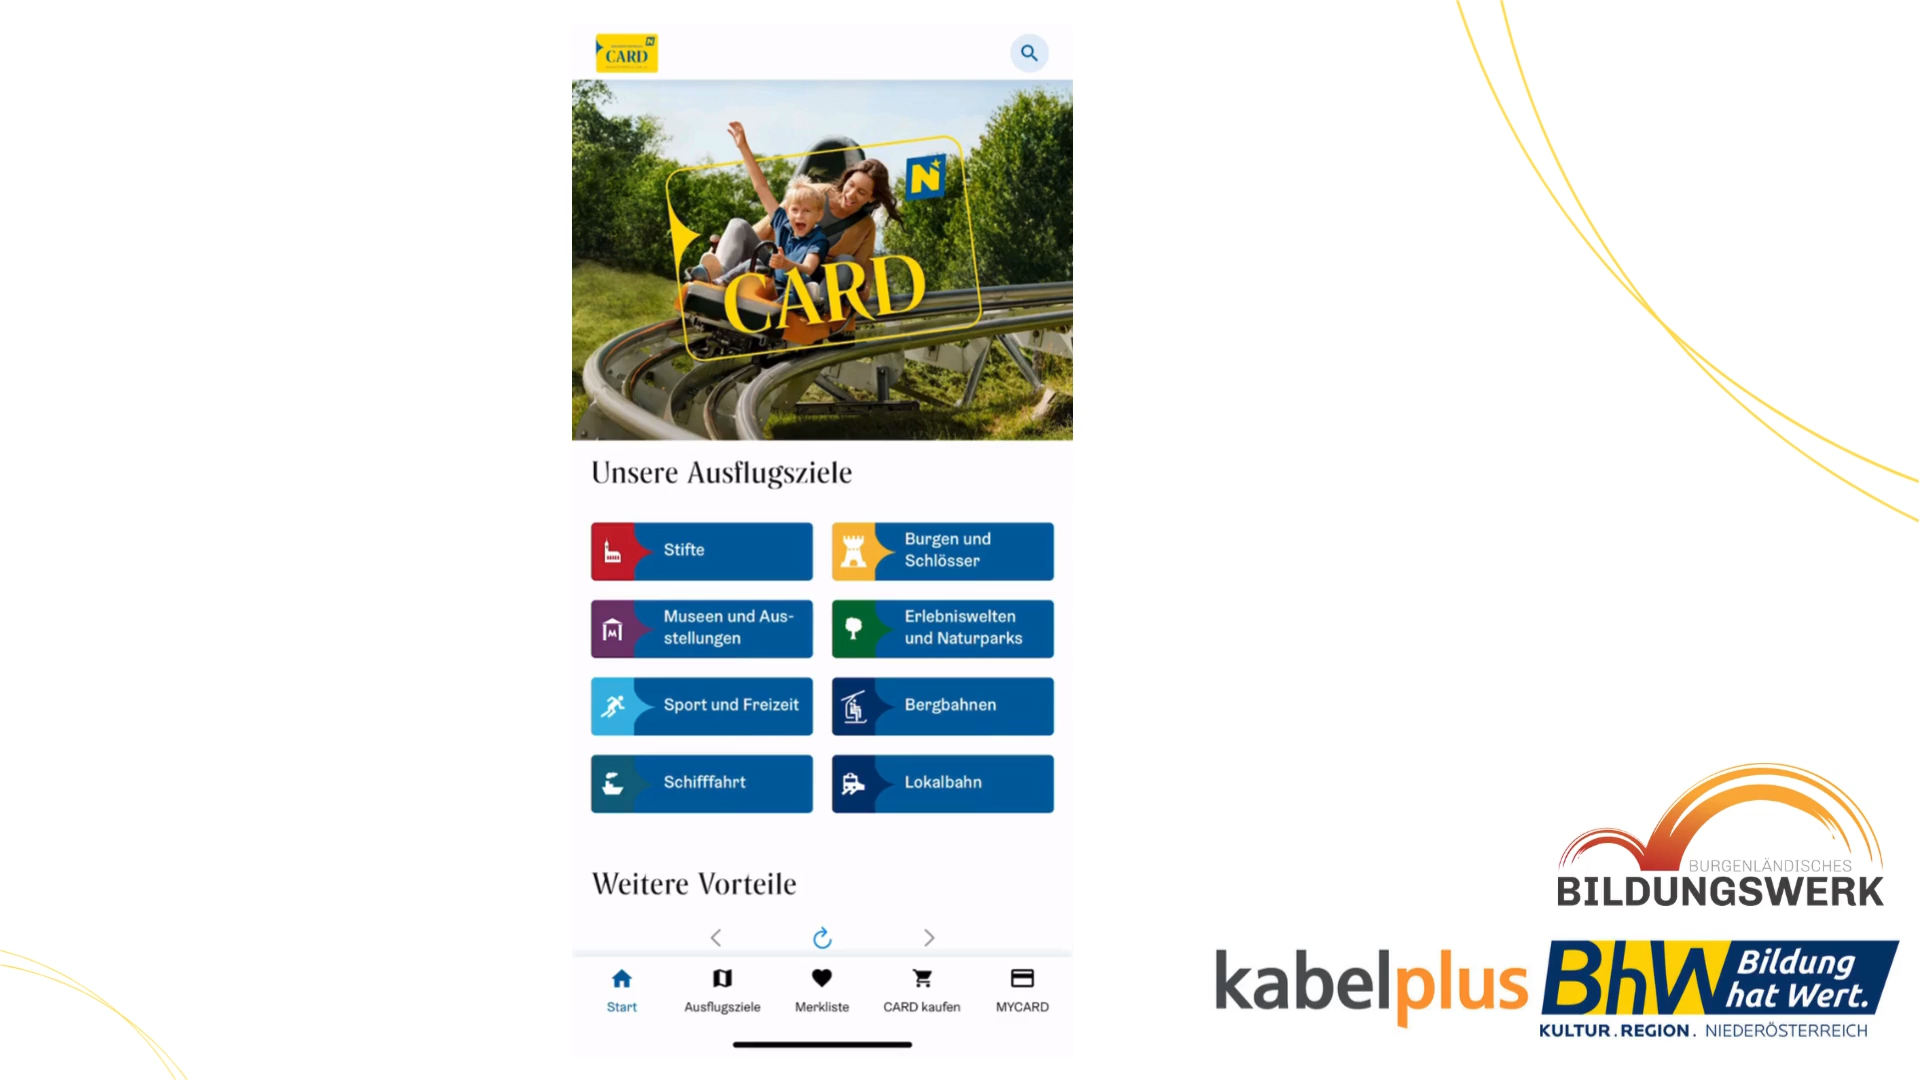 CARD
N
N
CARD
Unsere Ausflugsziele
Stifte
Burgen und
Schlösser
Museen und Aus-
stellungen
M
Erlebniswelten
und Naturparks
Sport und Freizeit
Bergbahnen
Schifffahrt
Lokalbahn
Weitere Vorteile
Start
Ausflugsziele
Merkliste
CARD kaufen
MYCARD
BURGENLÄNDISCHES
BILDUNGSWERK
kabelplus
BhW Bildung
hat Wert.
KULTUR.REGION. NIEDERÖSTERREICH